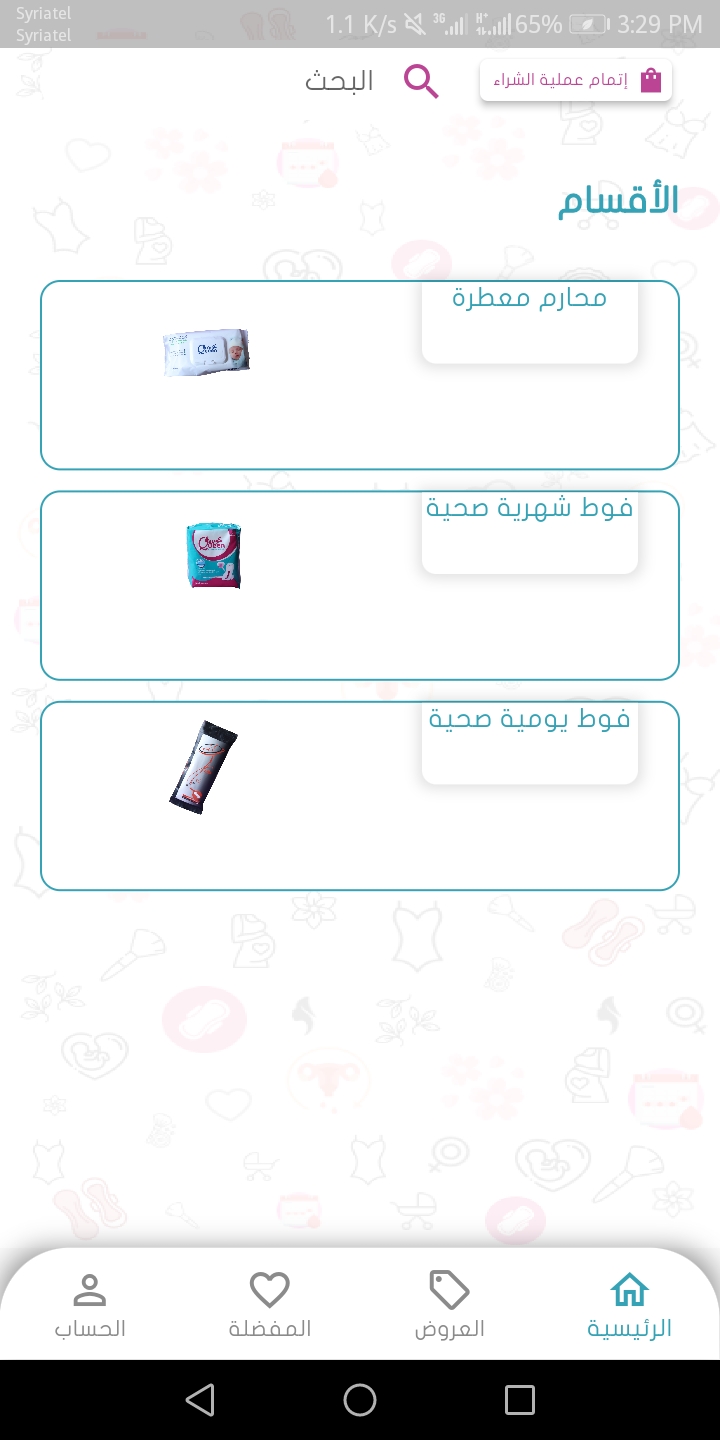 Syriatel
Syriatel
1.1 K/s 3G H+ 65% 3:29 PM
إتمام عملية الشراء
البحث
الأقسام
محارم معطرة
فوط شهرية صحية
Queen
فوط يومية صحية
الرئيسية
العروض
المفضلة
الحساب